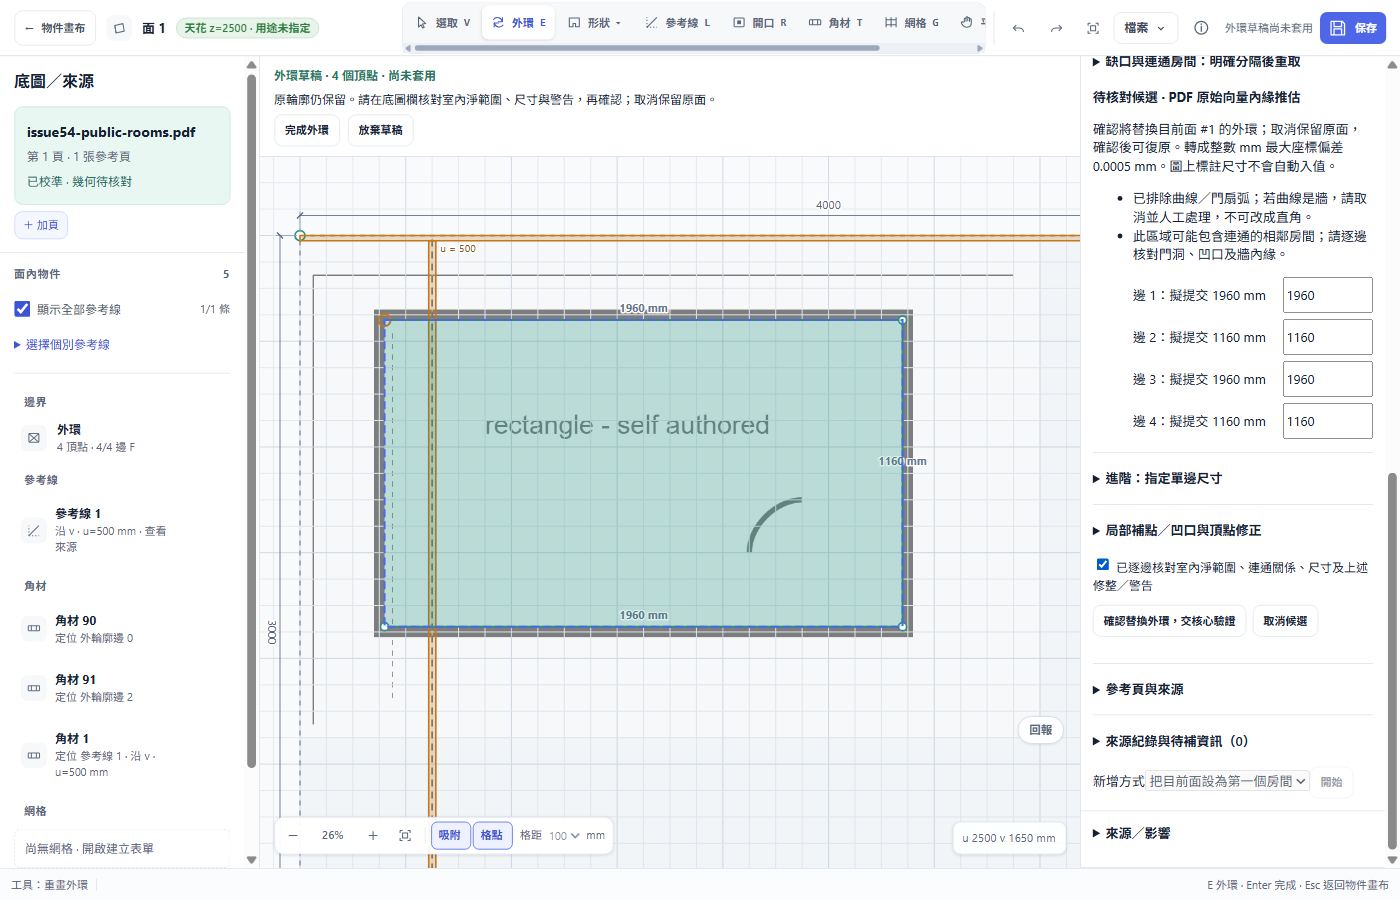 ← 物件畫布
面 1
天花 z=2500 · 用途未指定
選取 V
外環 E
形狀
參考線 L
開口 R
角材 T
網格 G
檔案
外環草稿尚未套用
保存
底圖／來源
issue54-public-rooms.pdf
第 1 頁 · 1 張參考頁
已校準 · 幾何待核對
＋ 加頁
面內物件 5
顯示全部參考線 1/1 條
選擇個別參考線
邊界
外環
4 頂點 · 4/4 邊 F
參考線
參考線 1
沿 v · u=500 mm · 查看
來源
角材
角材 90
定位 外輪廓邊 0
角材 91
定位 外輪廓邊 2
角材 1
定位 參考線 1 · 沿 v ·
u=500 mm
網格
尚無網格 · 開啟建立表單
外環草稿 · 4 個頂點 · 尚未套用
原輪廓仍保留。請在底圖欄核對室內淨範圍、尺寸與警告，再確認；取消保留原面。
完成外環
放棄草稿
4000
u = 500
1960 mm
rectangle - self authored
1160 mm
1960 mm
3000
回報
− 26% +
吸附
格點
格距 100 mm
u 2500 v 1650 mm
缺口與連通房間：明確分隔後重取
待核對候選 · PDF 原始向量內緣推估
確認將替換目前面 #1 的外環；取消保留原面，
確認後可復原。轉成整數 mm 最大座標偏差
0.0005 mm。圖上標註尺寸不會自動入值。
• 已排除曲線／門扇弧；若曲線是牆，請取
消並人工處理，不可改成直角。
• 此區域可能包含連通的相鄰房間；請逐邊
核對門洞、凹口及牆內緣。
邊 1：擬提交 1960 mm 1960
邊 2：擬提交 1160 mm 1160
邊 3：擬提交 1960 mm 1960
邊 4：擬提交 1160 mm 1160
進階：指定單邊尺寸
局部補點／凹口與頂點修正
已逐邊核對室內淨範圍、連通關係、尺寸及上述
修整／警告
確認替換外環，交核心驗證
取消候選
參考頁與來源
來源紀錄與待補資訊（0）
新增方式 把目前面設為第一個房間 開始
來源／影響
工具：重畫外環
E 外環 · Enter 完成 · Esc 返回物件畫布